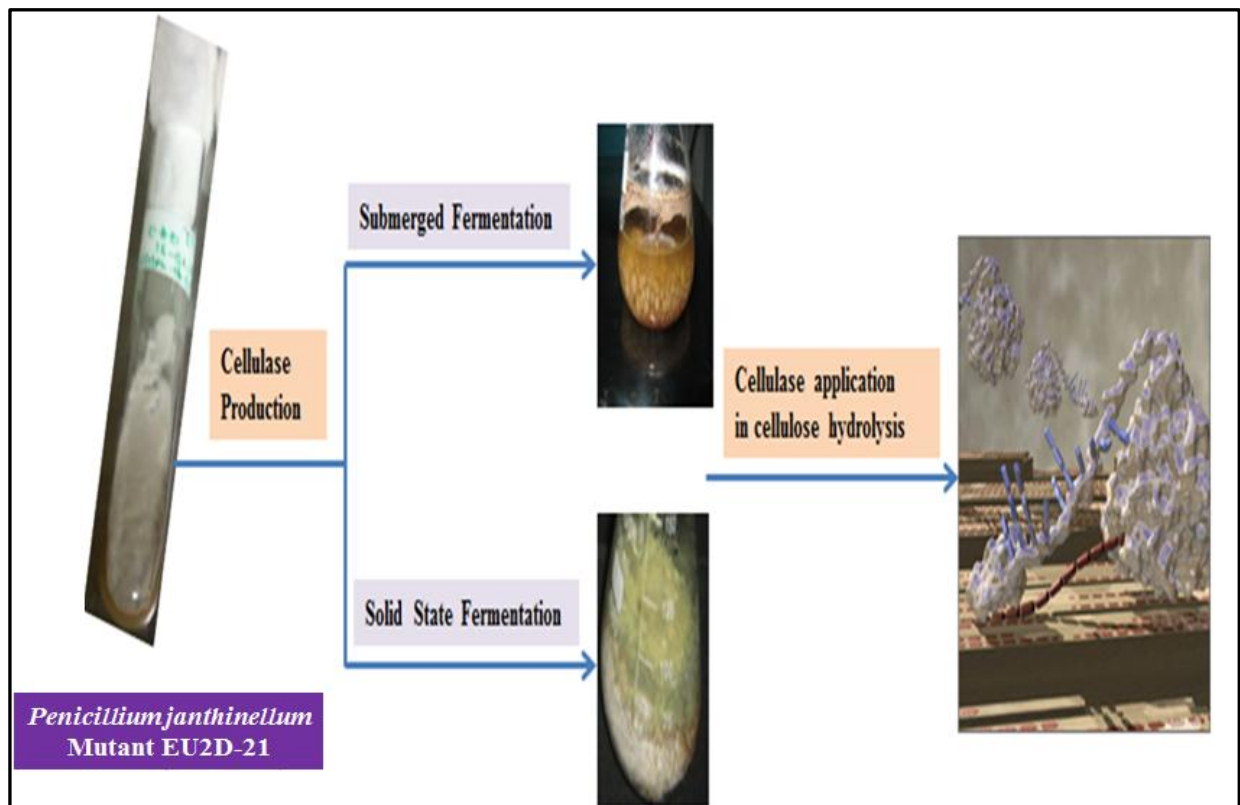 Submerged Fermentation
Cellulase
Production
Cellulase application
in cellulose hydrolysis
Solid State Fermentation
Penicillium janthinellum
Mutant EU2D-21